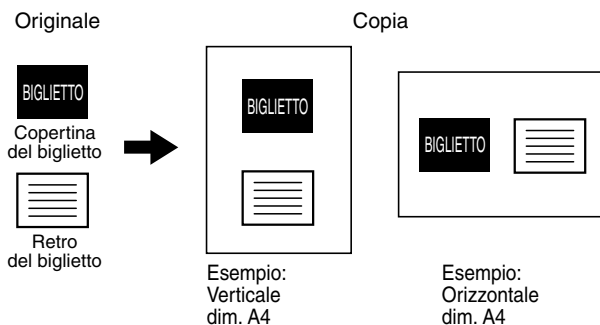 Originale
Copia
BIGLIETTO
Copertina
del biglietto
Retro
del biglietto
BIGLIETTO
Esempio:
Verticale
dim. A4
BIGLIETTO
Esempio:
Orizzontale
dim. A4